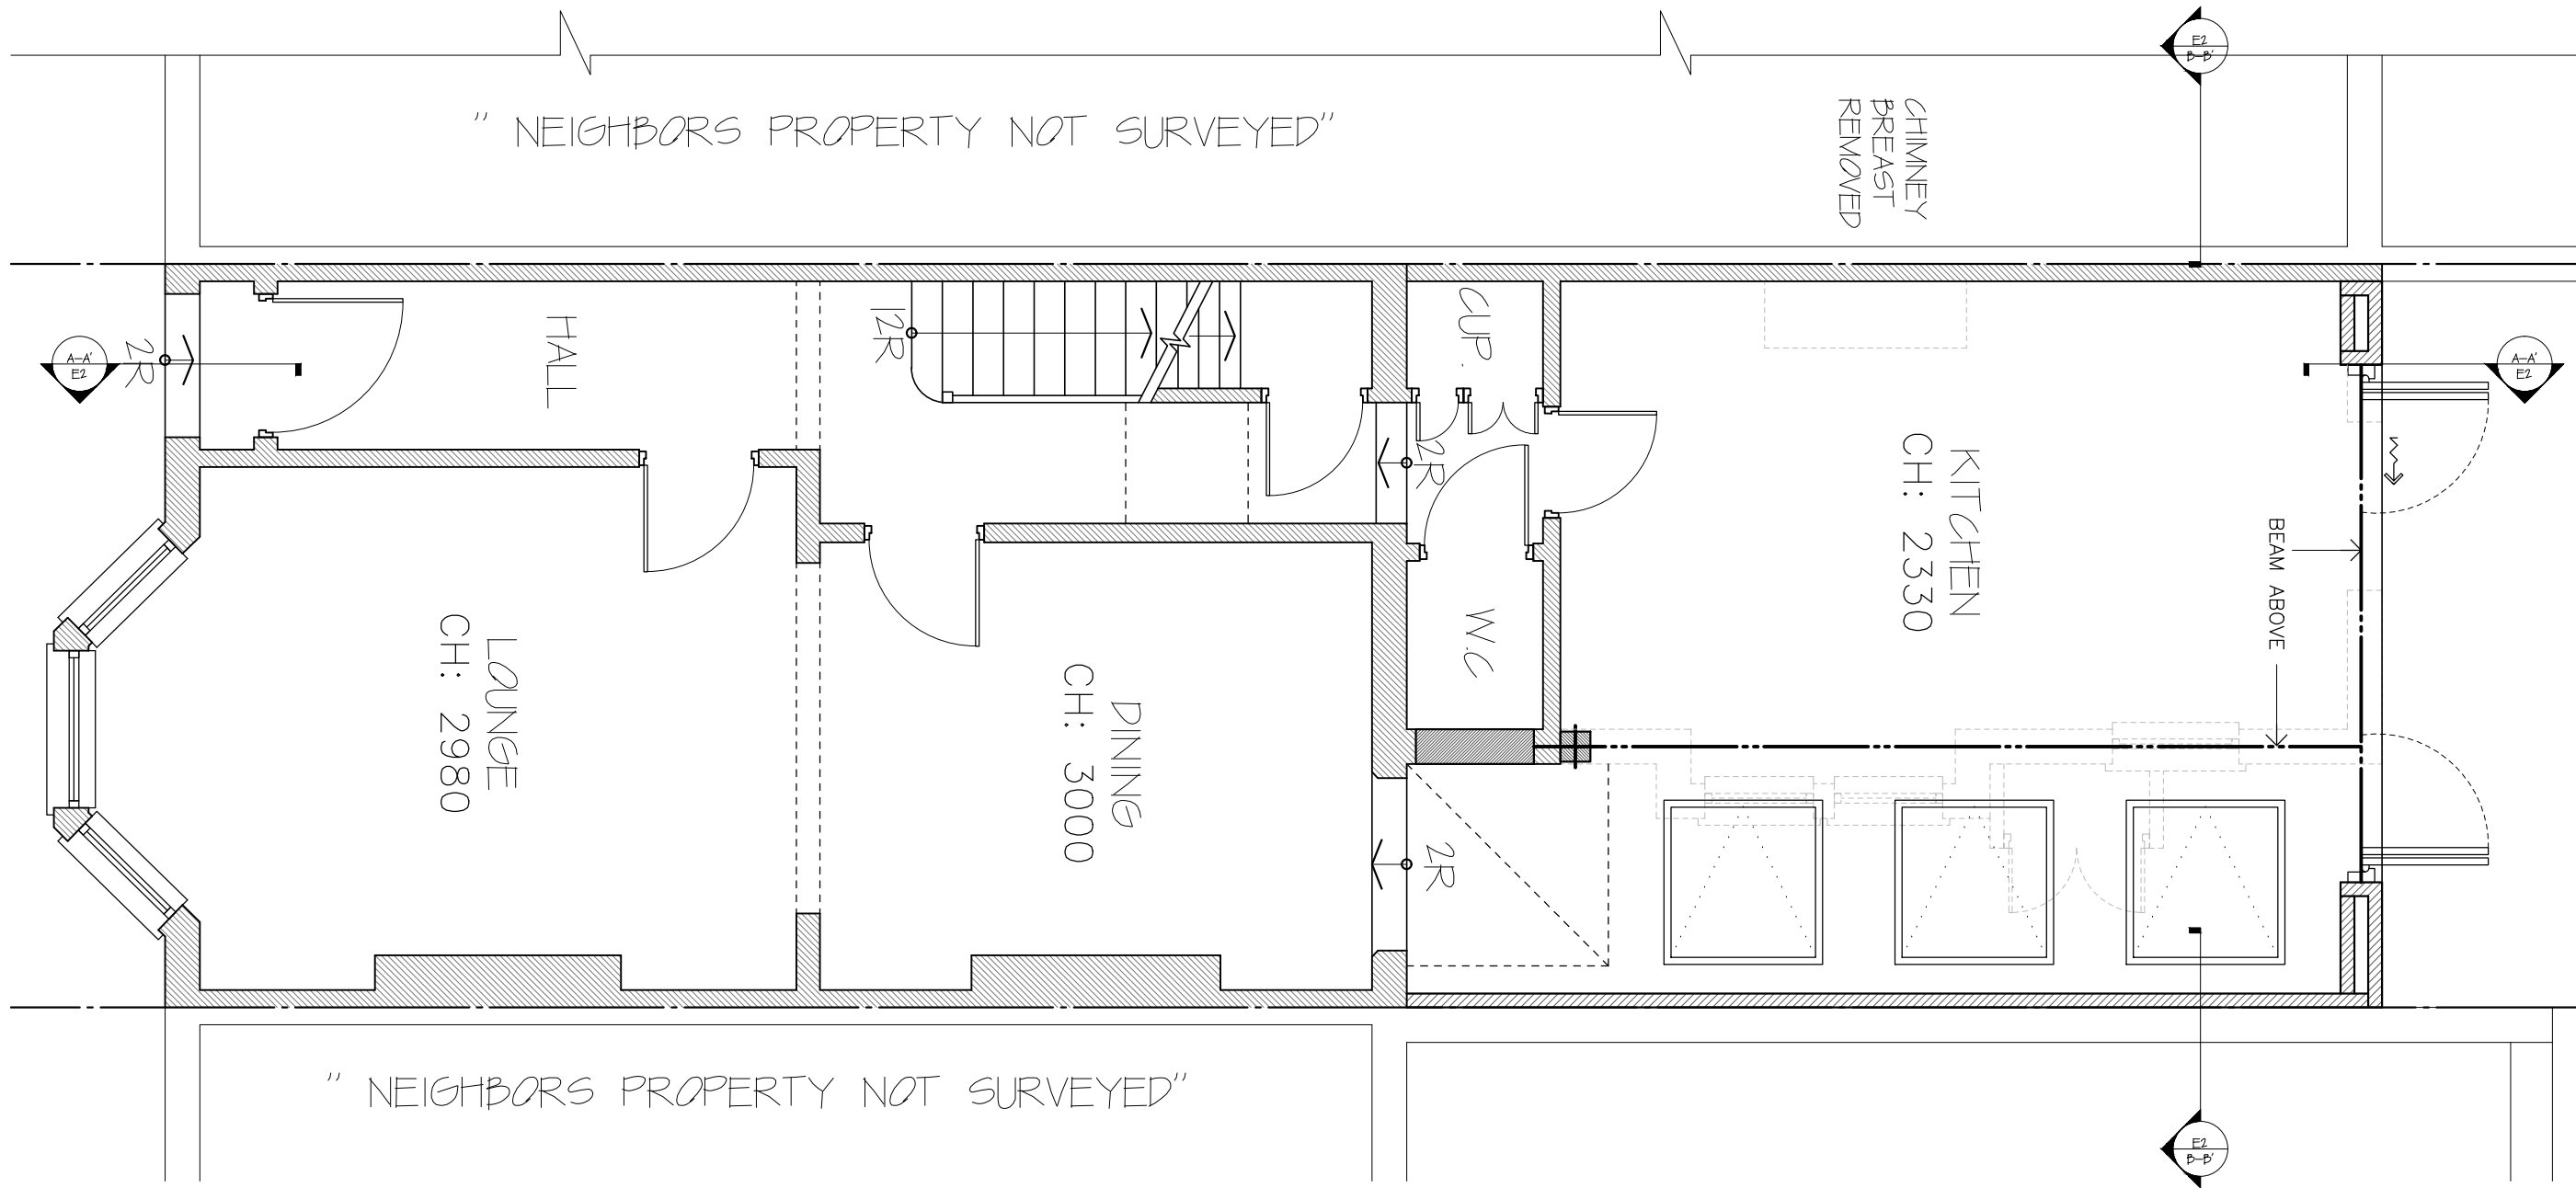 " NEIGHBORS PROPERTY NOT SURVEYED"
CHIMNEY
BREAST
REMOVED
E2
B-B'
A-A'
E2
2R
HALL
12R
CUP.
2R
KITCHEN
CH: 2330
BEAM ABOVE
A-A'
E2
LOUNGE
CH: 2980
DINING
CH: 3000
W.C
2R
" NEIGHBORS PROPERTY NOT SURVEYED"
E2
B-B'